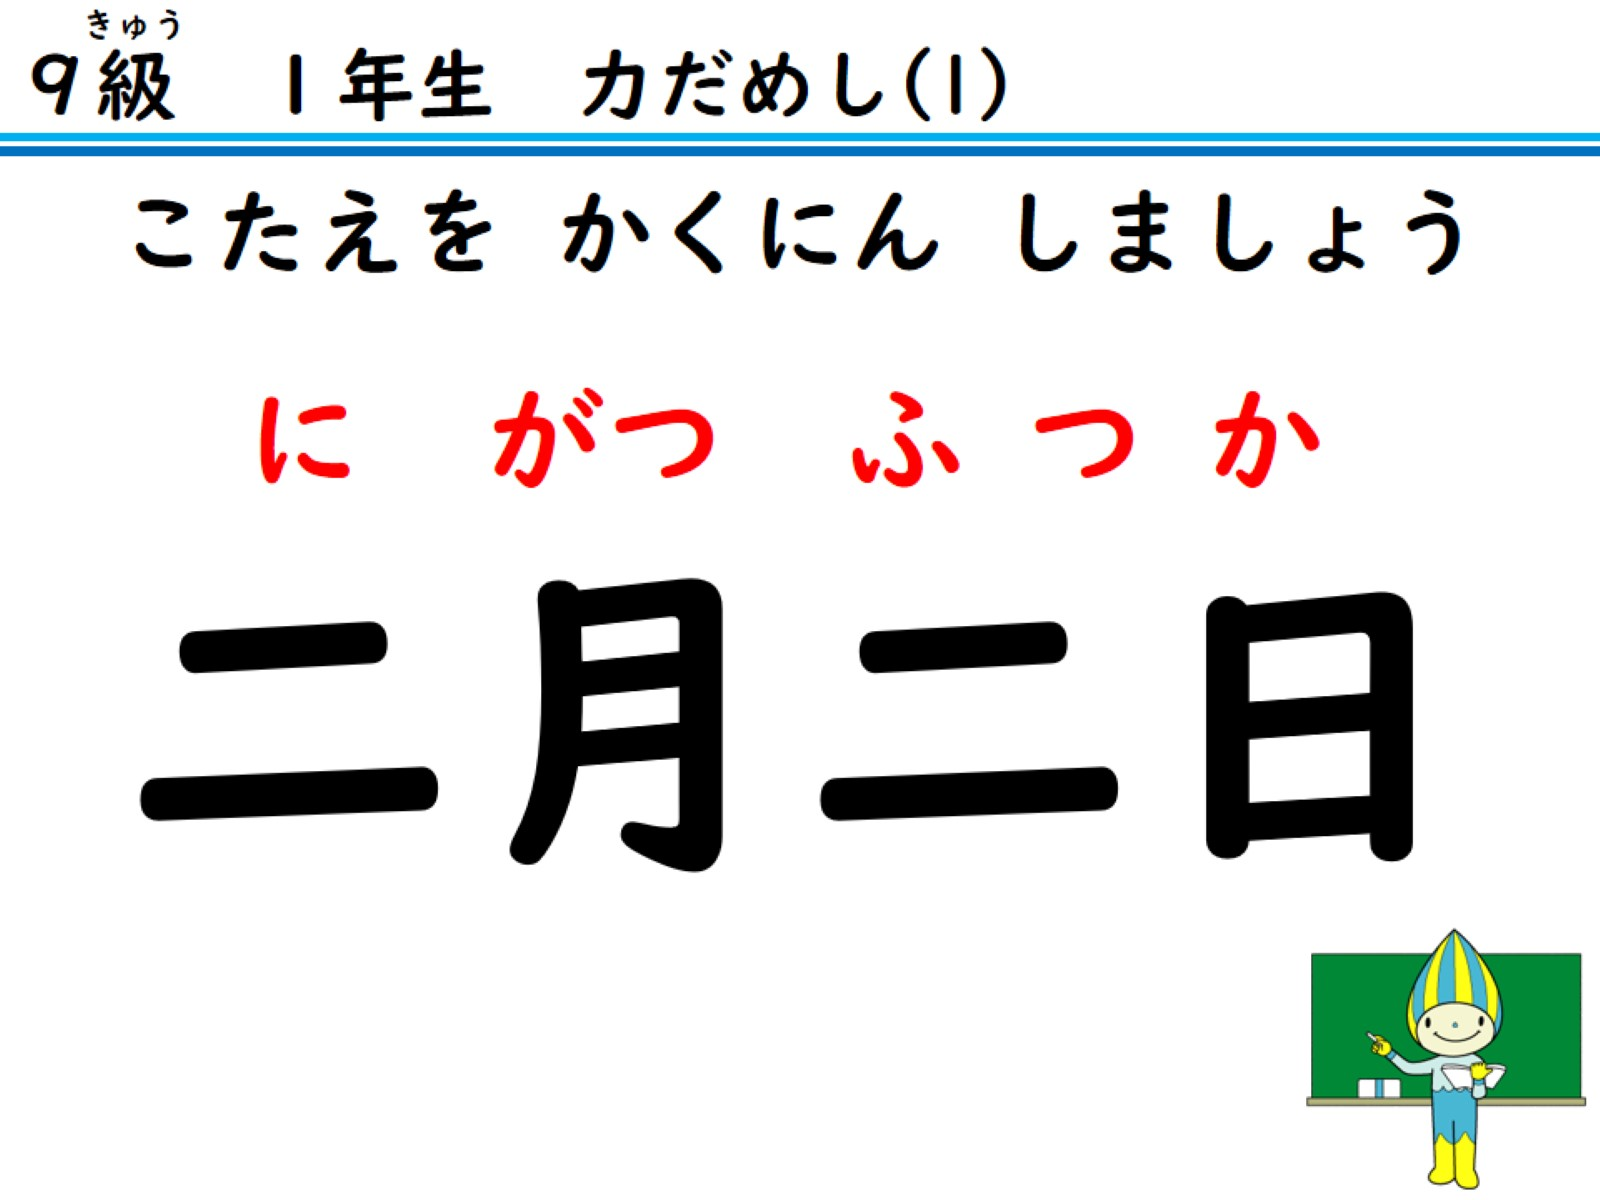 きゅう
9級　1年生　力だめし(1)
こたえを かくにん しましょう
に がつ ふつか
二月二日